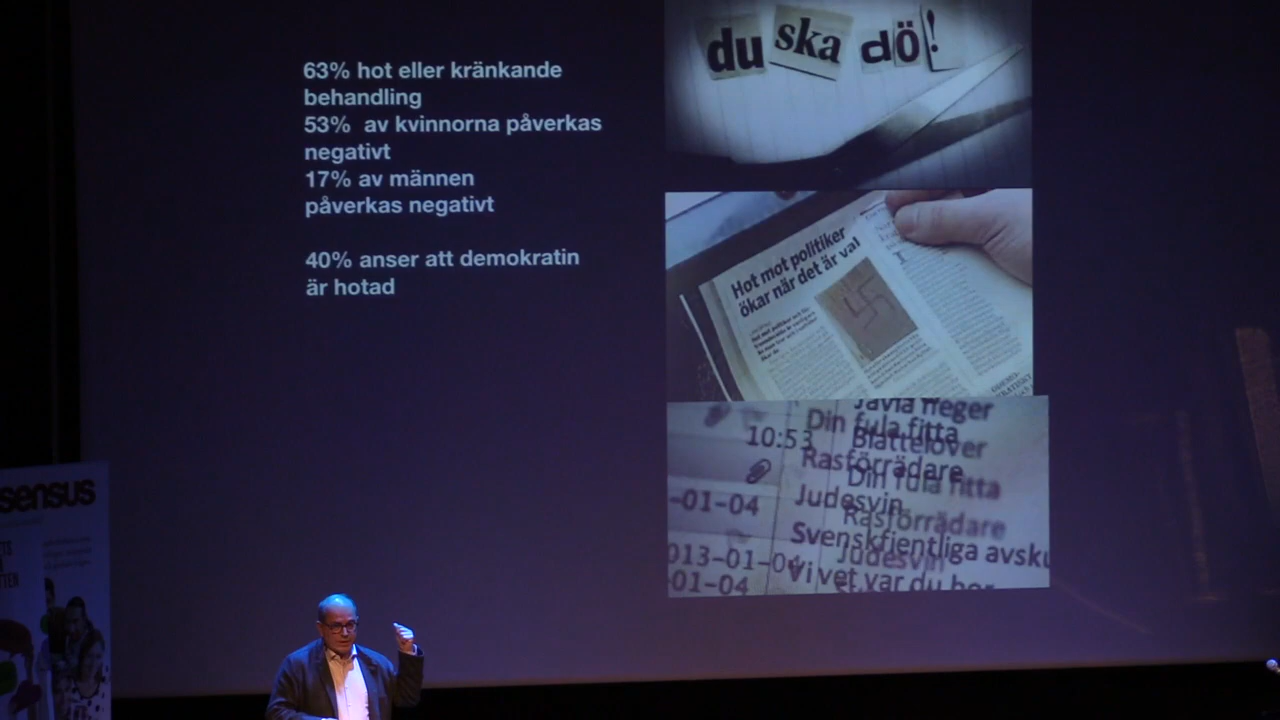 63% hot eller kränkande
behandling
53% av kvinnorna påverkas
negativt
17% av männen
påverkas negativt
40% anser att demokratin
är hotad
du ska dö!
Hot mot politiker
ökar när det är val
Jävla neger
Din fula fitta
10:53 Blattelover
Rasförrädare
Din fula fitta
-01-04 Judesvin
Rasförrädare
Svenskfientliga avsku
013-01-04 Judesvin
-01-04 Vi vet var du bor
sensus